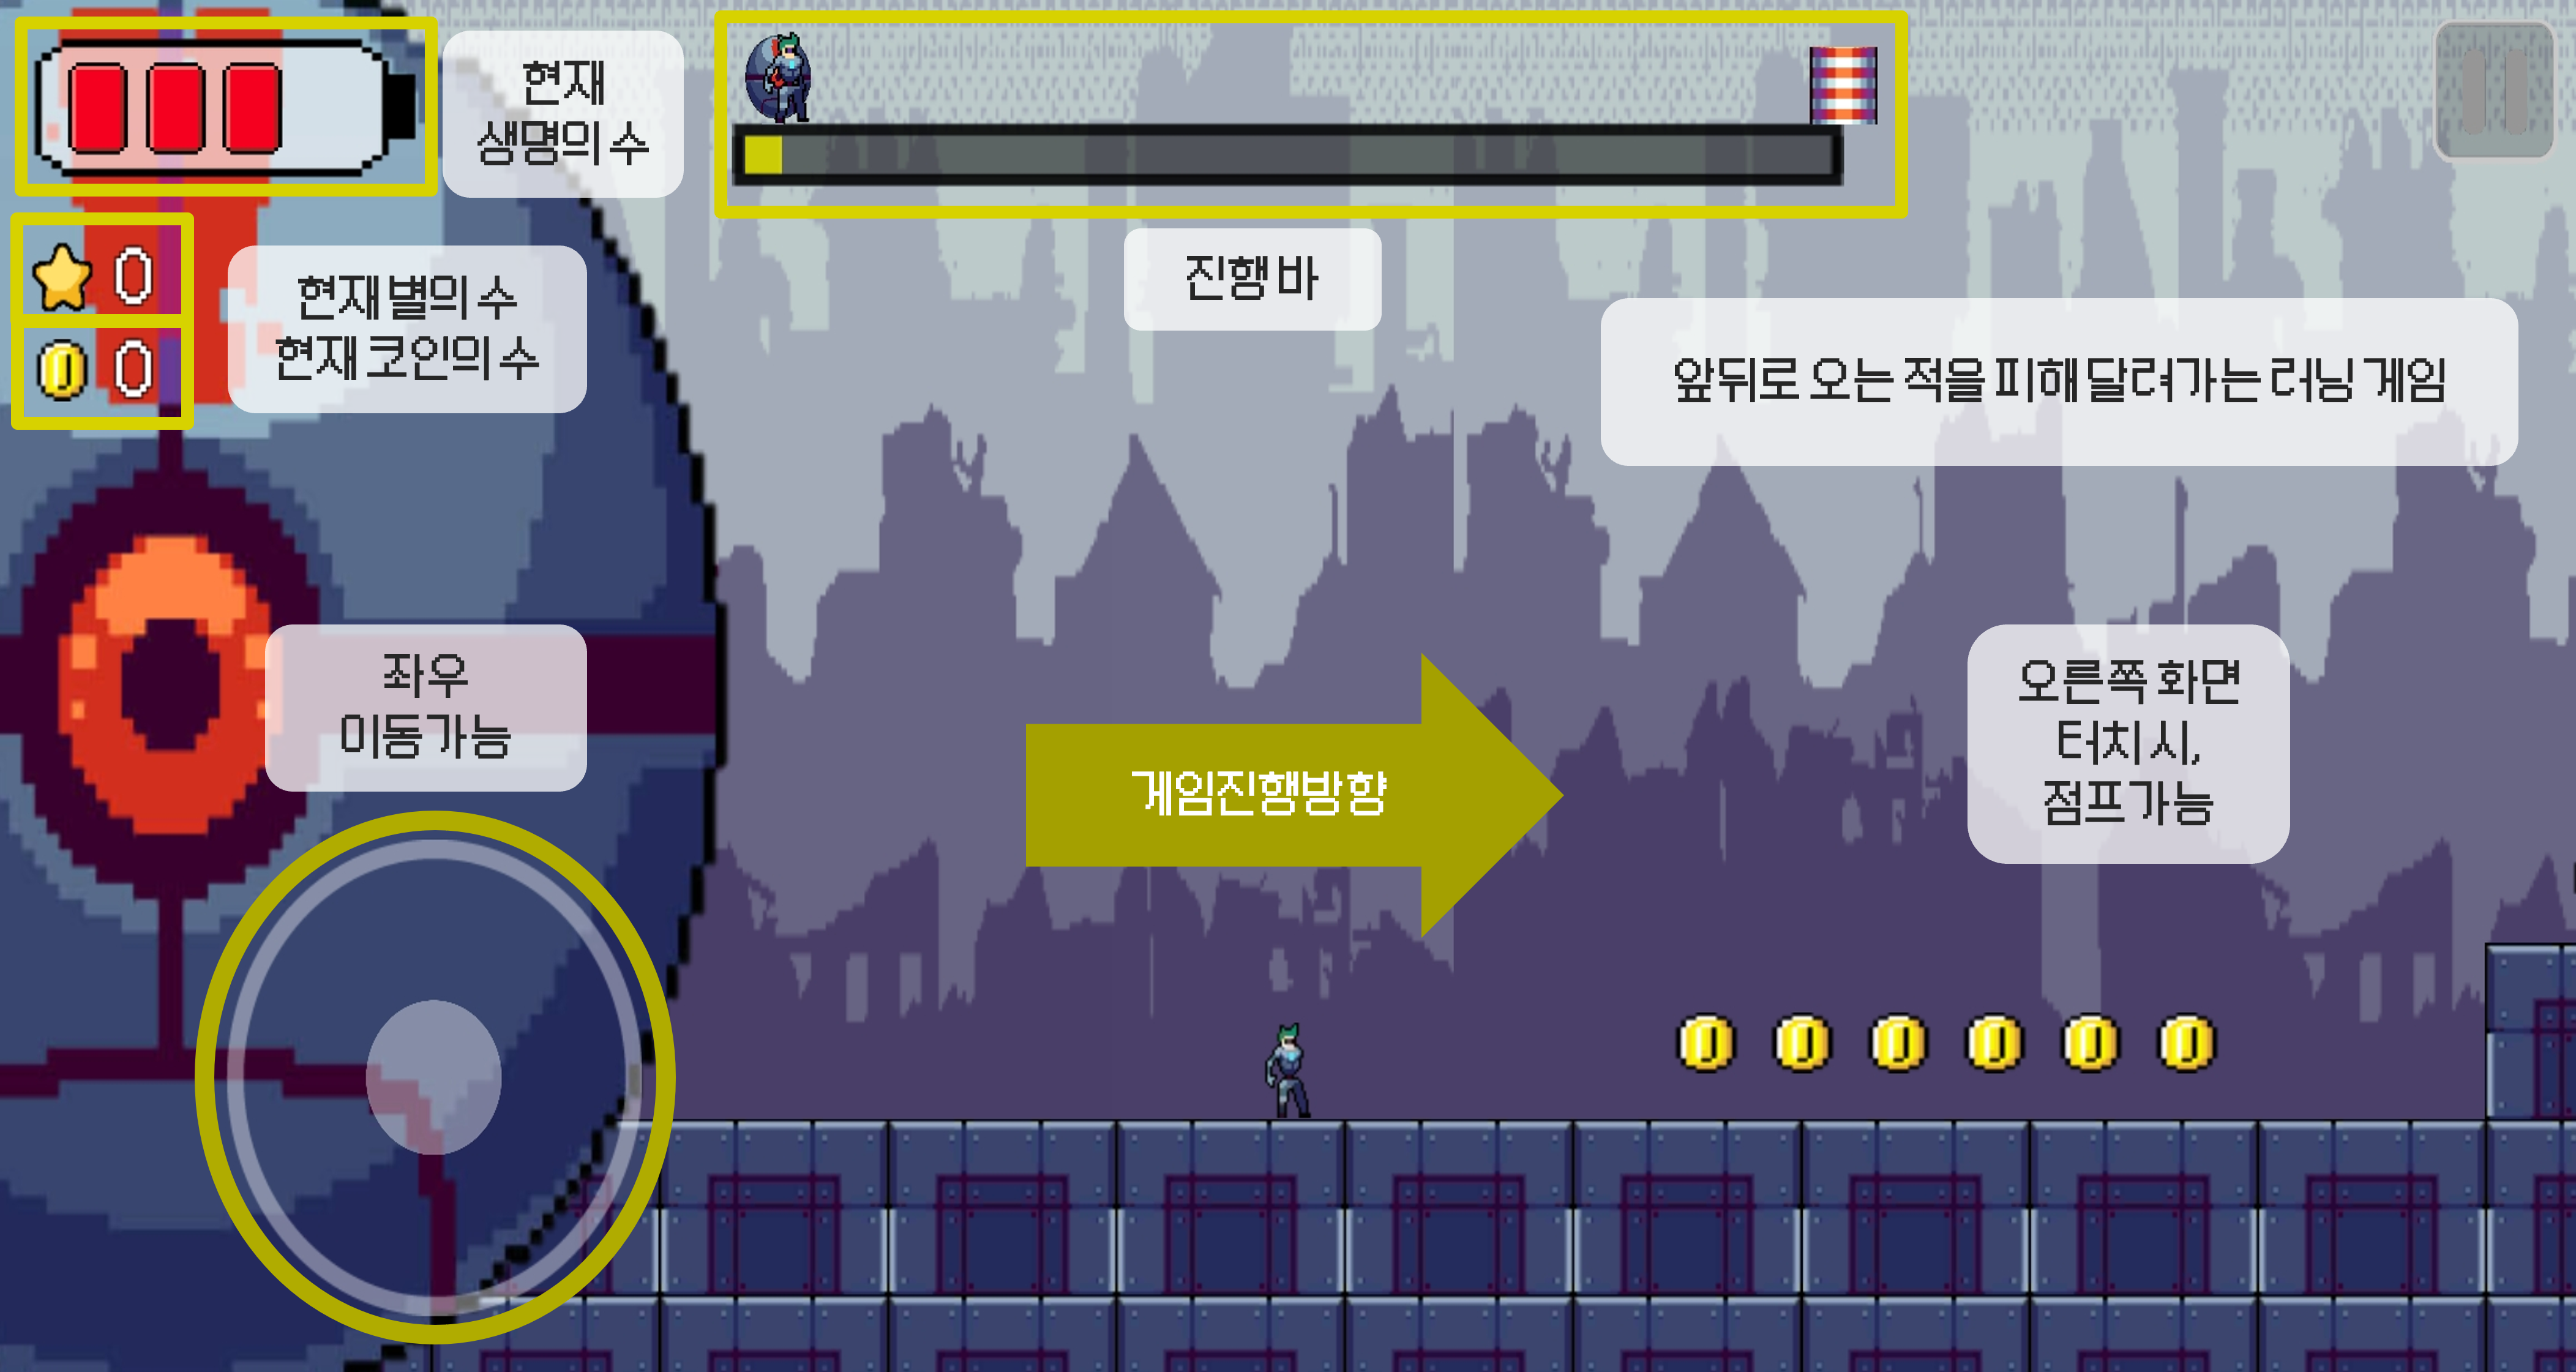 현재
생명의 수
0
0
현재 별의 수
현재 코인의 수
진행 바
앞뒤로 오는 적을 피해 달려가는 러닝 게임
좌우
이동가능
게임진행방향
오른쪽 화면
터치 시,
점프가능